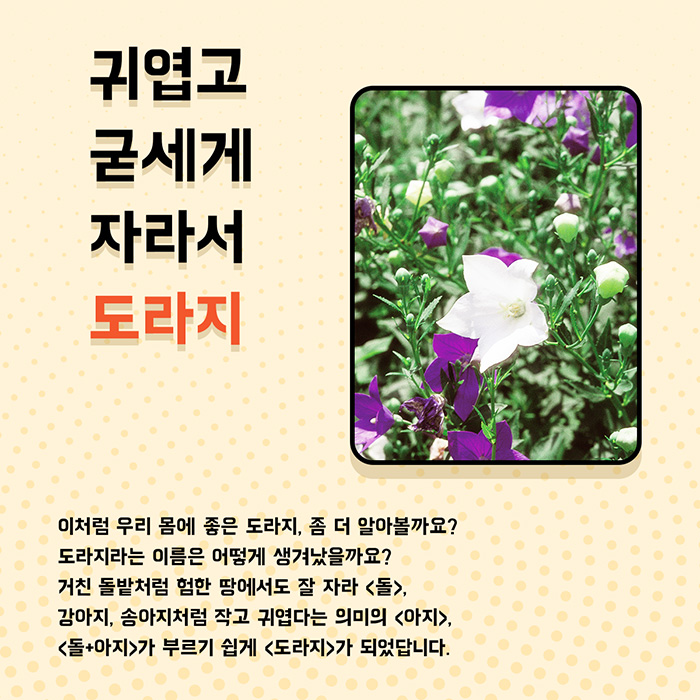 귀엽고
굳세게
자라서
도라지
이처럼 우리 몸에 좋은 도라지, 좀 더 알아볼까요?
도라지라는 이름은 어떻게 생겨났을까요?
거친 돌밭처럼 험한 땅에서도 잘 자라 <돌>,
강아지, 송아지처럼 작고 귀엽다는 의미의 <아지>,
<돌+아지>가 부르기 쉽게 <도라지>가 되었답니다.